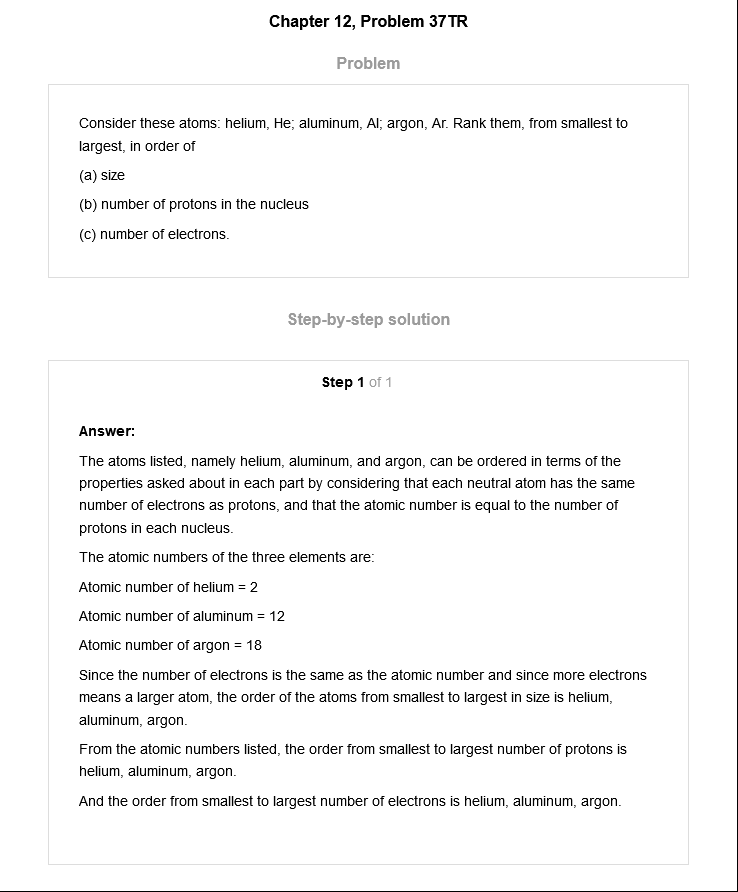 Chapter 12, Problem 37TR
Problem
Consider these atoms: helium, He; aluminum, Al; argon, Ar. Rank them, from smallest to
largest, in order of
(a) size
(b) number of protons in the nucleus
(c) number of electrons.
Step-by-step solution
Step 1 of 1
Answer:
The atoms listed, namely helium, aluminum, and argon, can be ordered in terms of the
properties asked about in each part by considering that each neutral atom has the same
number of electrons as protons, and that the atomic number is equal to the number of
protons in each nucleus.
The atomic numbers of the three elements are:
Atomic number of helium = 2
Atomic number of aluminum = 12
Atomic number of argon = 18
Since the number of electrons is the same as the atomic number and since more electrons
means a larger atom, the order of the atoms from smallest to largest in size is helium,
aluminum, argon.
From the atomic numbers listed, the order from smallest to largest number of protons is
helium, aluminum, argon.
And the order from smallest to largest number of electrons is helium, aluminum, argon.